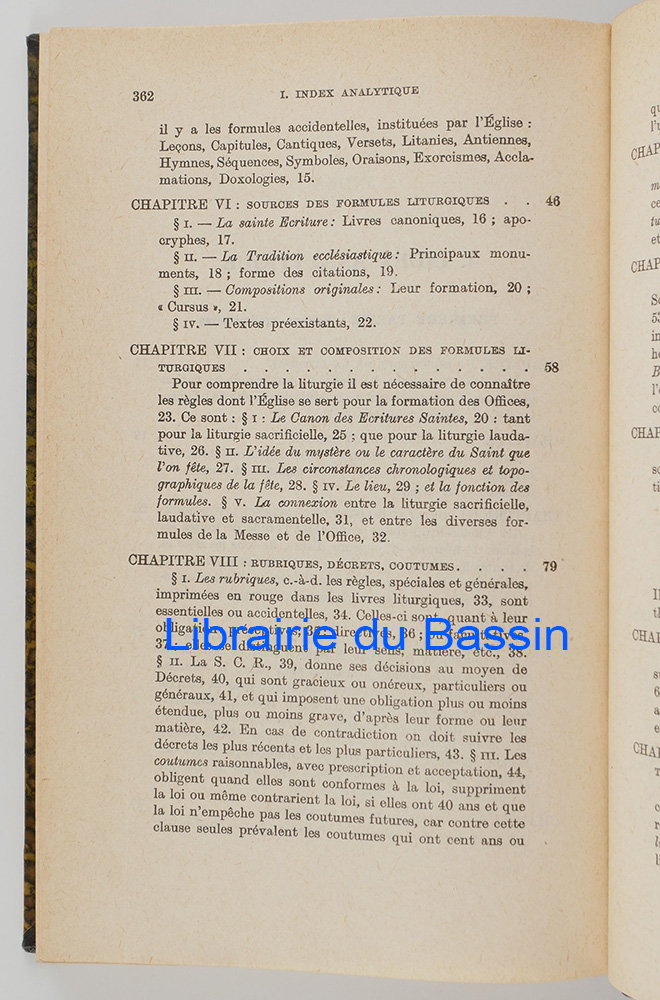 362
I. INDEX ANALYTIQUE
il y a les formules accidentelles, instituées par l'Église :
Leçons, Capitules, Cantiques, Versets, Litanies, Antiennes,
Hymnes, Séquences, Symboles, Oraisons, Exorcismes, Accla-
mations, Doxologies, 15.
CHAPITRE VI : SOURCES DES FORMULES LITURGIQUES . . 46
§ I. — La sainte Ecriture : Livres canoniques, 16 ; apo-
cryphes, 17.
§ II. — La Tradition ecclésiastique : Principaux monu-
ments, 18 ; forme des citations, 19.
§ III. — Compositions originales : Leur formation, 20 ;
« Cursus », 21.
§ IV. — Textes préexistants, 22.
CHAPITRE VII : CHOIX ET COMPOSITION DES FORMULES LI-
TURGIQUES . . . . . . . . . . . . . . 58
Pour comprendre la liturgie il est nécessaire de connaître
les règles dont l'Église se sert pour la formation des Offices,
23. Ce sont : § I : Le Canon des Ecritures Saintes, 20 : tant
pour la liturgie sacrificielle, 25 ; que pour la liturgie lauda-
tive, 26. § II. L'idée du mystère ou le caractère du Saint que
l'on fête, 27. § III. Les circonstances chronologiques et topo-
graphiques de la fête, 28. § IV. Le lieu, 29 ; et la fonction des
formules. § V. La connexion entre la liturgie sacrificielle,
laudative et sacramentelle, 31, et entre les diverses for-
mules de la Messe et de l'Office, 32.
CHAPITRE VIII : RUBRIQUES, DÉCRETS, COUTUMES. . . . . 79
§ I. Les rubriques, c.-à-d. les règles, spéciales et générales,
imprimées en rouge dans les livres liturgiques, 33, sont
essentielles ou accidentelles, 34. Celles-ci sont, quant à leur
Librairie du Bassin
leur sens, matière, etc., 38.
§ II. La S. C. R., 39, donne ses décisions au moyen de
Décrets, 40, qui sont gracieux ou onéreux, particuliers ou
généraux, 41, et qui imposent une obligation plus ou moins
étendue, plus ou moins grave, d'après leur forme ou leur
matière, 42. En cas de contradiction on doit suivre les
décrets les plus récents et les plus particuliers, 43. § III. Les
coutumes raisonnables, avec prescription et acceptation, 44,
obligent quand elles sont conformes à la loi, suppriment
la loi ou même contrarient la loi, si elles ont 40 ans et que
la loi n'empêche pas les coutumes futures, car contre cette
clause seules prévalent les coutumes qui ont cent ans ou